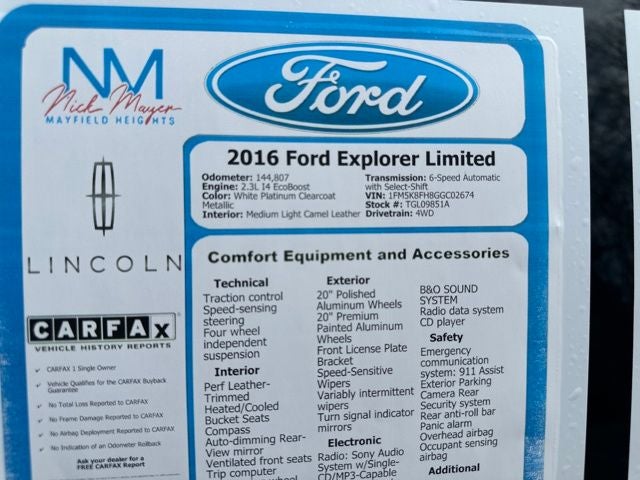 NM
Nick Mayer
MAYFIELD HEIGHTS
Ford
LINCOLN
CARFAX
VEHICLE HISTORY REPORTS
CARFAX 1 Single Owner
Vehicle Qualifies for the CARFAX Buyback
Guarantee
No Total Loss Reported to CARFAX
No Frame Damage Reported to CARFAX
No Airbag Deployment Reported to CARFAX
No Indication of an Odometer Rollback
Ask your dealer for a
FREE CARFAX Report
2016 Ford Explorer Limited
Odometer: 144,807
Engine: 2.3L I4 EcoBoost
Color: White Platinum Clearcoat
Metallic
Interior: Medium Light Camel Leather
Transmission: 6-Speed Automatic
with Select-Shift
VIN: 1FM5K8FH8GGC02674
Stock #: TGL09851A
Drivetrain: 4WD
Comfort Equipment and Accessories
Technical
Traction control
Speed-sensing
steering
Four wheel
independent
suspension
Interior
Perf Leather-
Trimmed
Heated/Cooled
Bucket Seats
Compass
Auto-dimming Rear-
View mirror
Ventilated front seats
Trip computer
Exterior
20" Polished
Aluminum Wheels
20" Premium
Painted Aluminum
Wheels
Front License Plate
Bracket
Speed-Sensitive
Wipers
Variably intermittent
wipers
Turn signal indicator
mirrors
Electronic
Radio: Sony Audio
System w/Single-
CD/MP3-Capable
B&O SOUND
SYSTEM
Radio data system
CD player
Safety
Emergency
communication
system: 911 Assist
Exterior Parking
Camera Rear
Security system
Rear anti-roll bar
Panic alarm
Overhead airbag
Occupant sensing
airbag
Additional